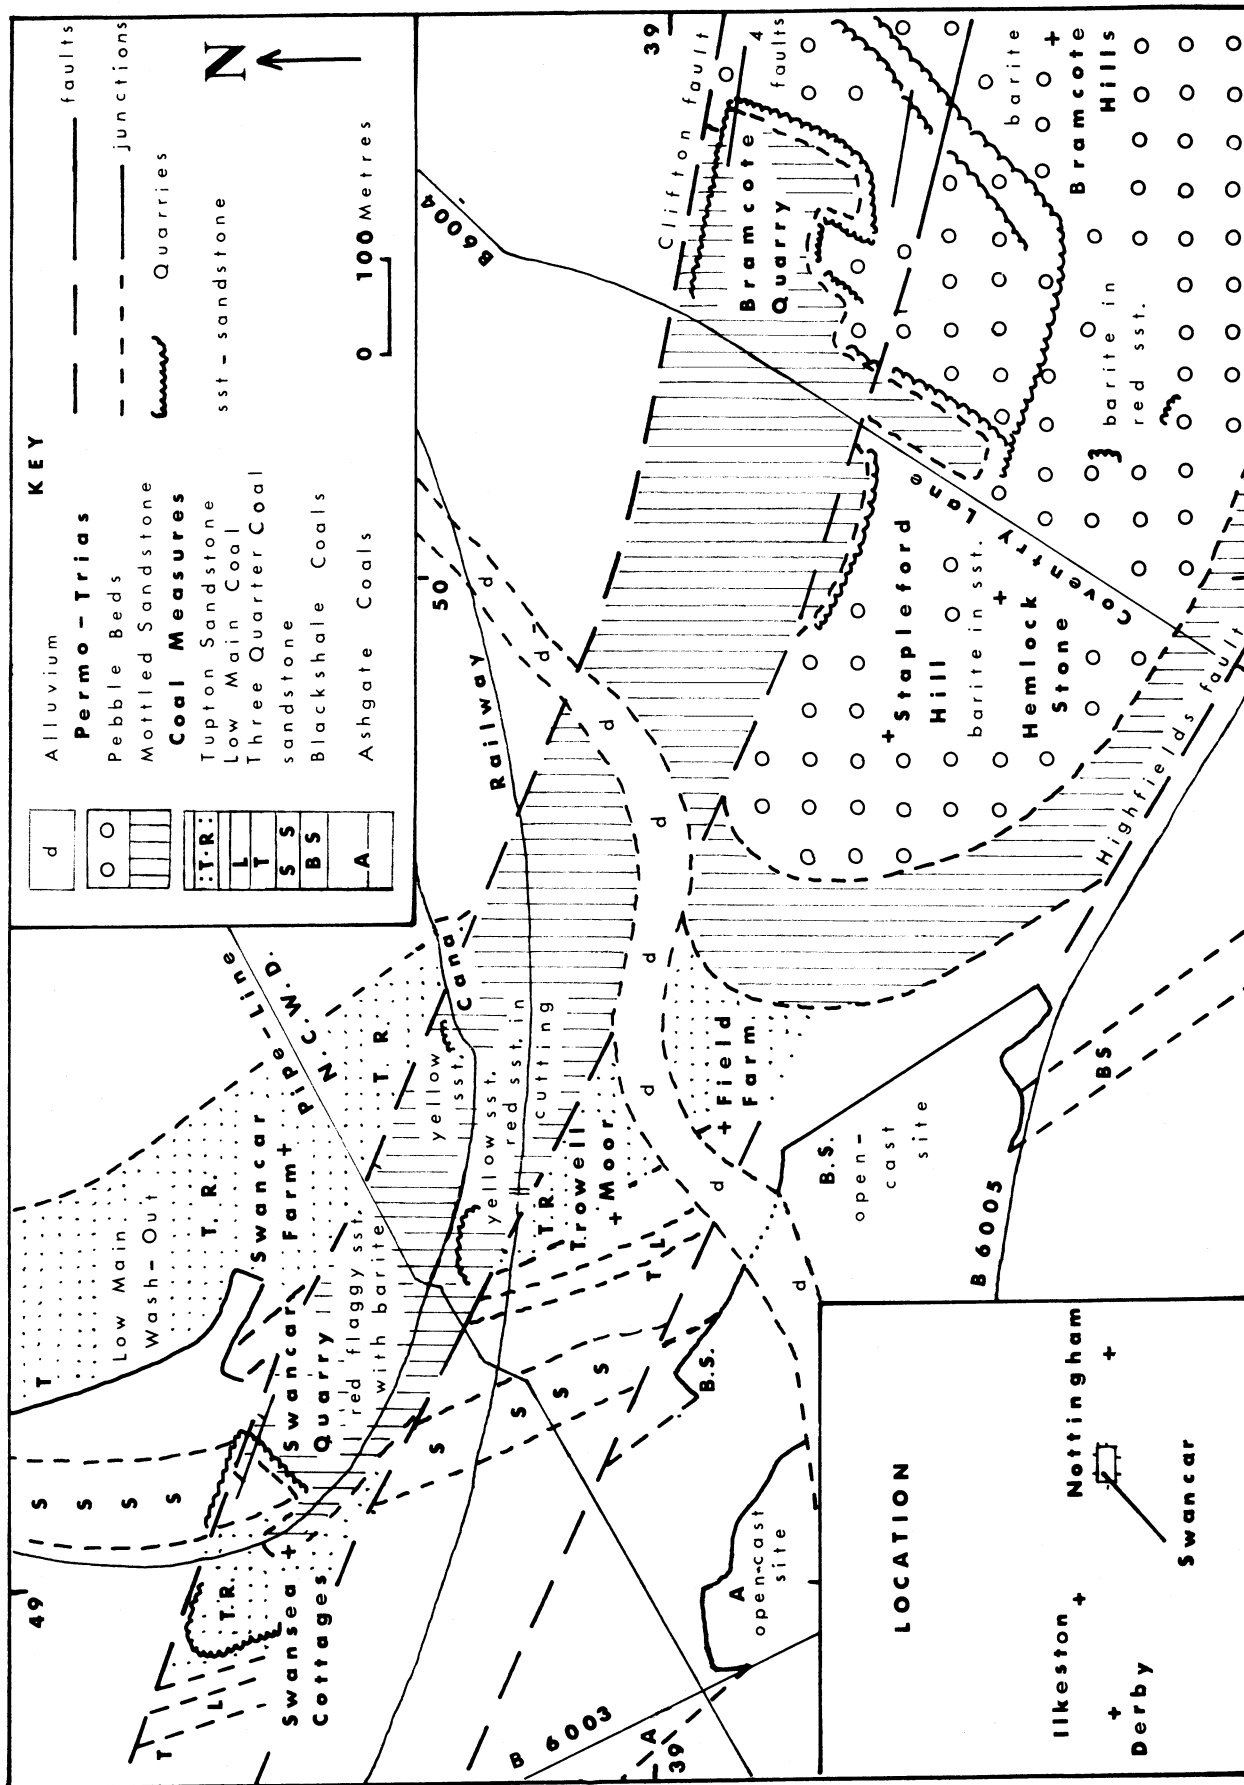 KEY
d
Alluvium
Permo-Trias
Pebble Beds
Mottled Sandstone
Coal Measures
T.R.
Tupton Sandstone
L
Low Main Coal
T
Three Quarter Coal
S S
sandstone
B S
Blackshale Coals
A
Ashgate Coals
faults
junctions
Quarries
sst - sandstone
N
0 100 Metres
49
50
39
39
Low Main
Wash-Out
T
T. R.
T. R.
S
S
S
S
Swancar
Farm
Pipe-Line
N.C.W.D.
Swancar
Quarry
red flaggy sst.
with barite
Swansea
Cottages
T.R.
L
T
yellow
sst.
Cana
yellow sst.
red sst. in
cutting
Railway
B6004
T.R.
Trowell
Moor
L
T
S
S
S
S
d
d
d
d
d
d
d
d
Field
Farm
B.S.
B.S.
open-
cast
site
B 6005
BS
A
open-cast
site
B 6003
A
Clifton fault
4
faults
Bramcote
Quarry
barite
Bramcote
Hills
barite in
red sst.
Stapleford
Hill
barite in sst.
Hemlock
Stone
Coventry Lane
Highfields fault
LOCATION
Ilkeston
Derby
Nottingham
Swancar